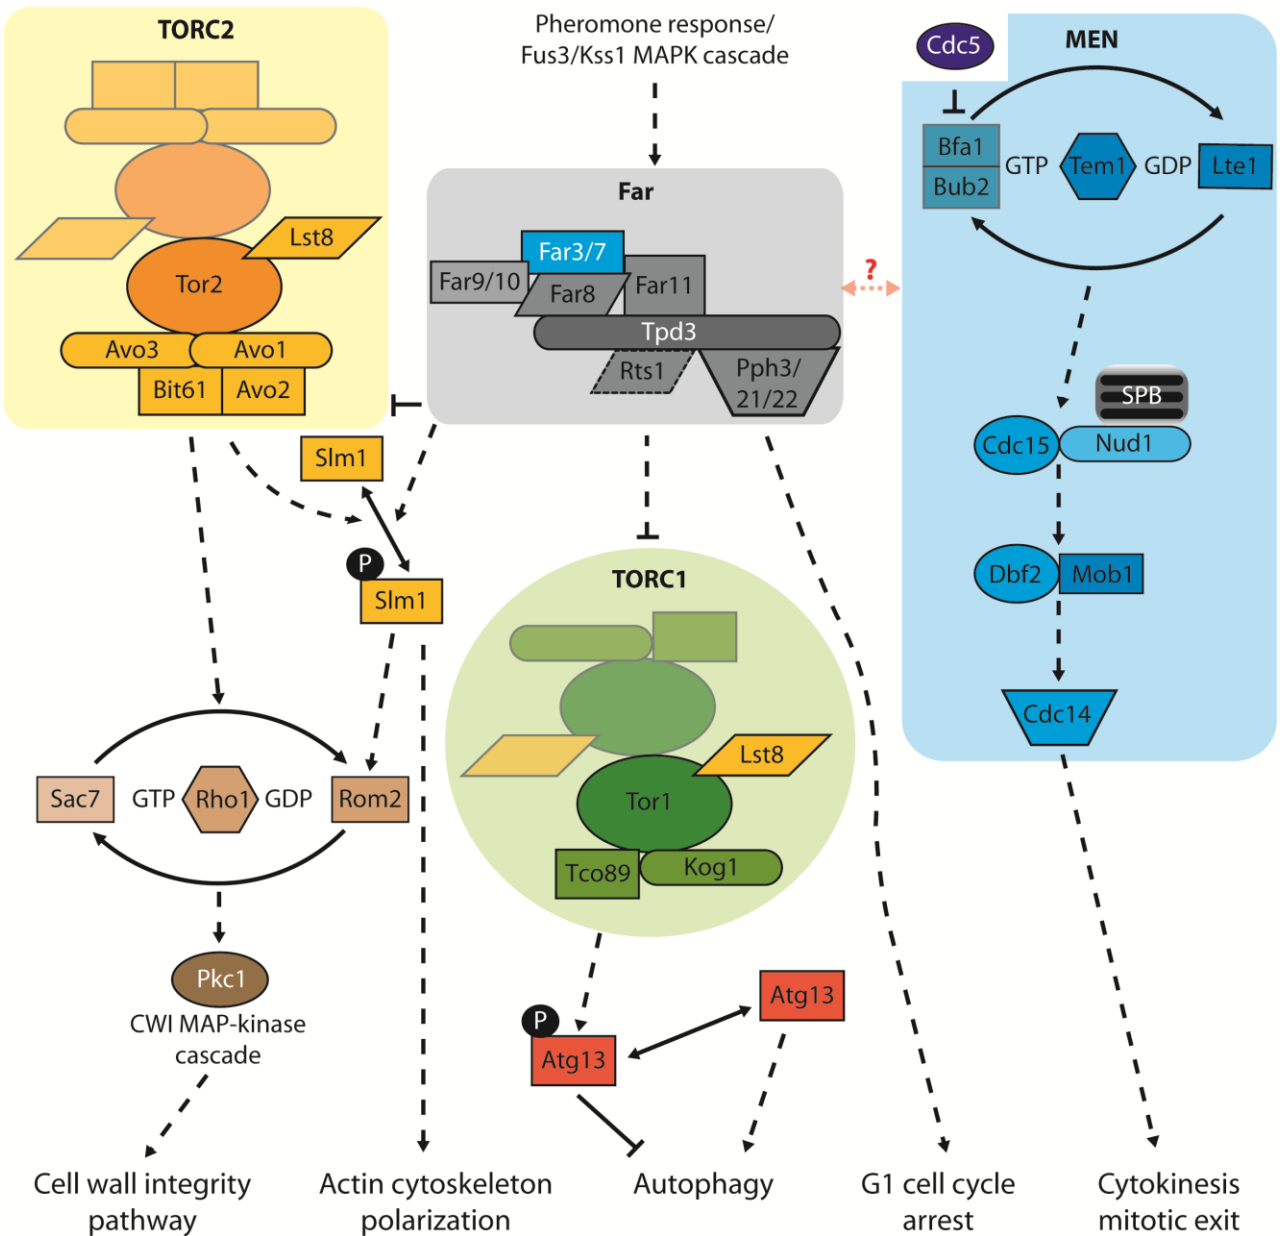 TORC2
Lst8
Tor2
Avo3
Avo1
Bit61
Avo2
Pheromone response/
Fus3/Kss1 MAPK cascade
Far
Far3/7
Far9/10
Far8
Far11
Tpd3
Rts1
Pph3/
21/22
?
Cdc5
MEN
Bfa1
Bub2
GTP
Tem1
GDP
Lte1
SPB
Cdc15
Nud1
Dbf2
Mob1
Cdc14
Slm1
P
Slm1
Sac7
GTP
Rho1
GDP
Rom2
Pkc1
CWI MAP-kinase
cascade
TORC1
Lst8
Tor1
Tco89
Kog1
Atg13
P
Atg13
Cell wall integrity
pathway
Actin cytoskeleton
polarization
Autophagy
G1 cell cycle
arrest
Cytokinesis
mitotic exit